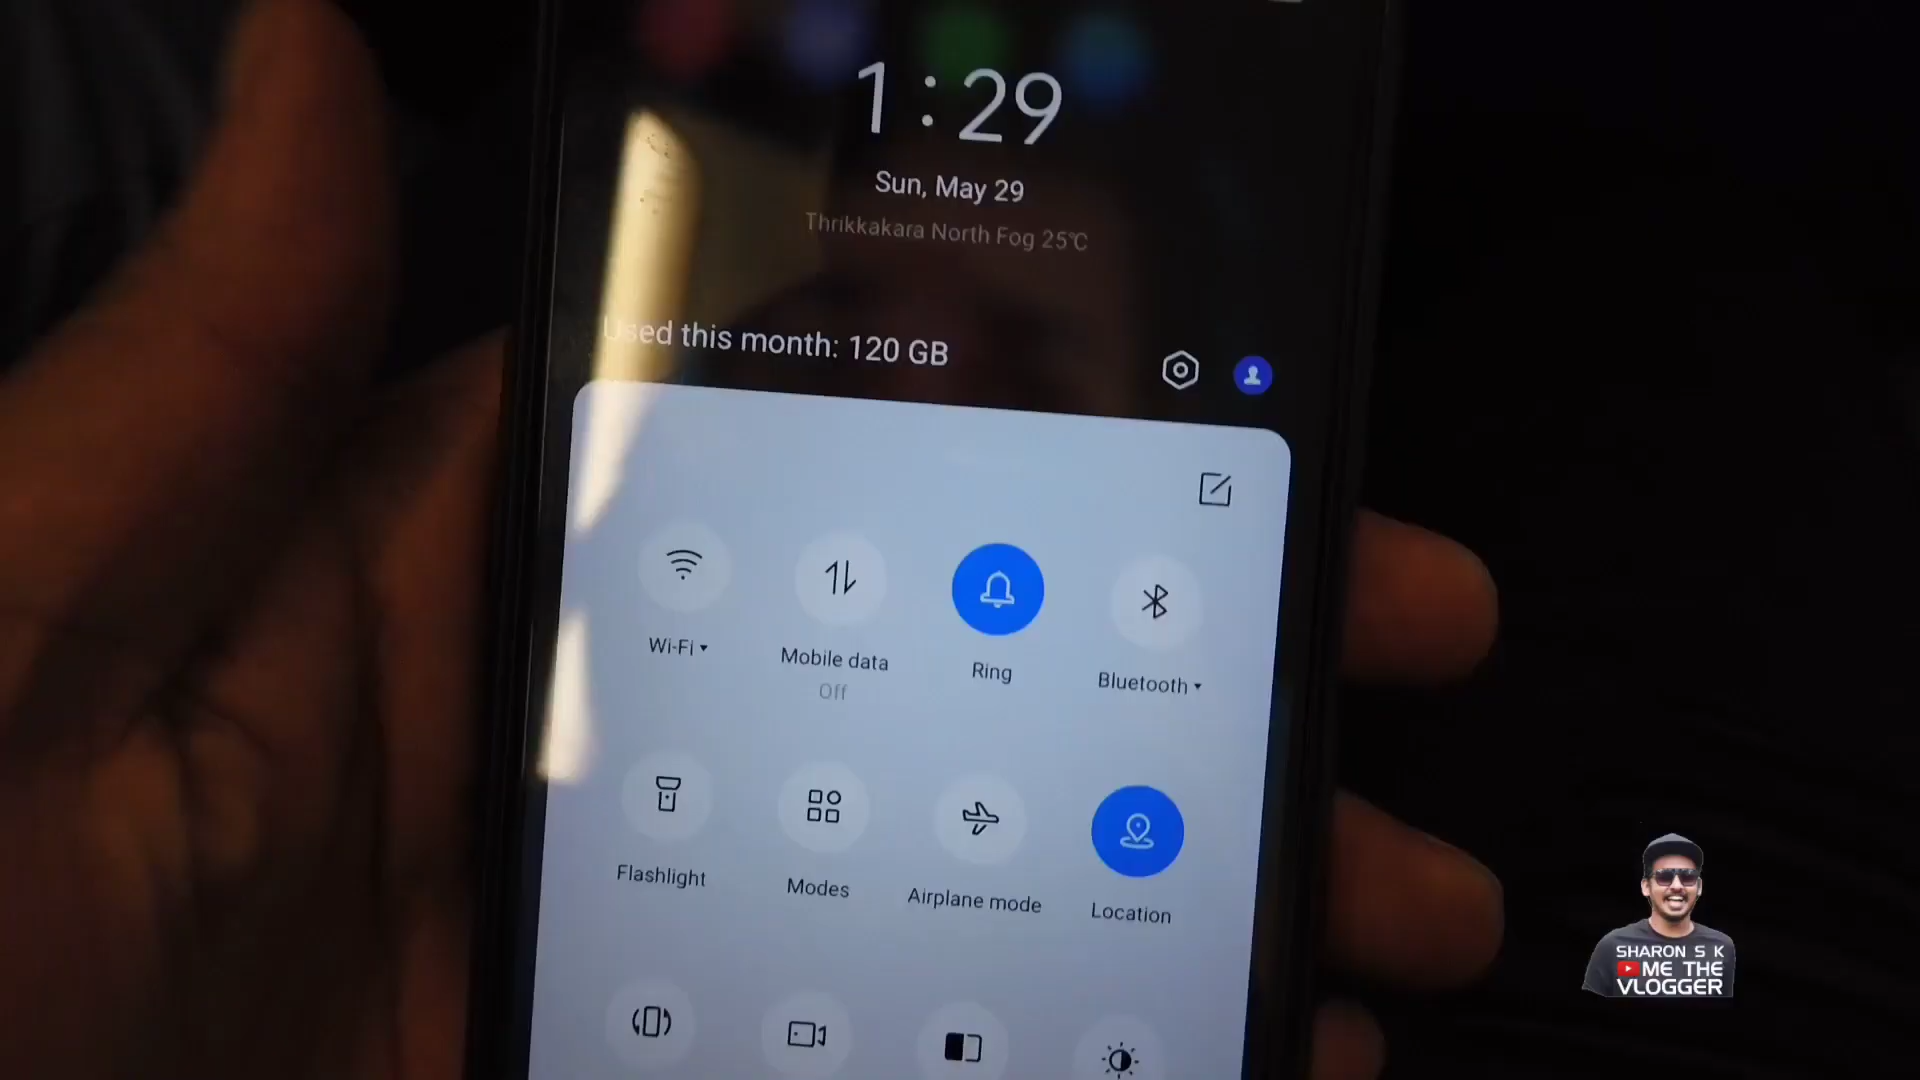 1:29
Sun, May 29
Thrikkakara North Fog 25℃
Used this month: 120 GB
Wi-Fi
Mobile data
Off
Ring
Bluetooth
Flashlight
Modes
Airplane mode
Location
SHARON S K
ME THE
VLOGGER